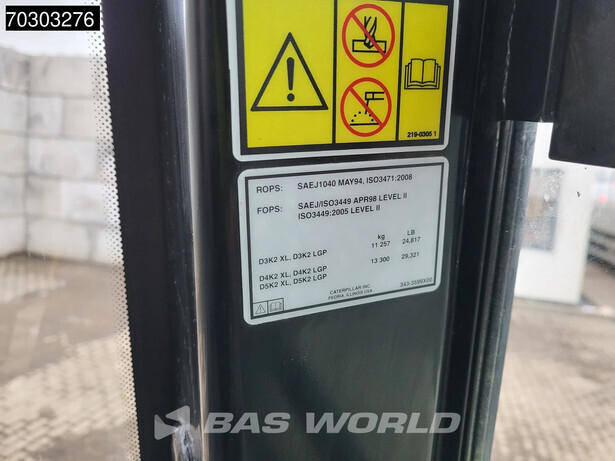 70303276
219-0305 1
ROPS: SAEJ1040 MAY94, ISO3471:2008
FOPS: SAEJ/ISO3449 APR98 LEVEL II
ISO3449:2005 LEVEL II
kg LB
D3K2 XL, D3K2 LGP 11 257 24,817
D4K2 XL, D4K2 LGP 13 300 29,321
D5K2 XL, D5K2 LGP
CATERPILLAR INC.
PEORIA, ILLINOIS USA
BAS WORLD